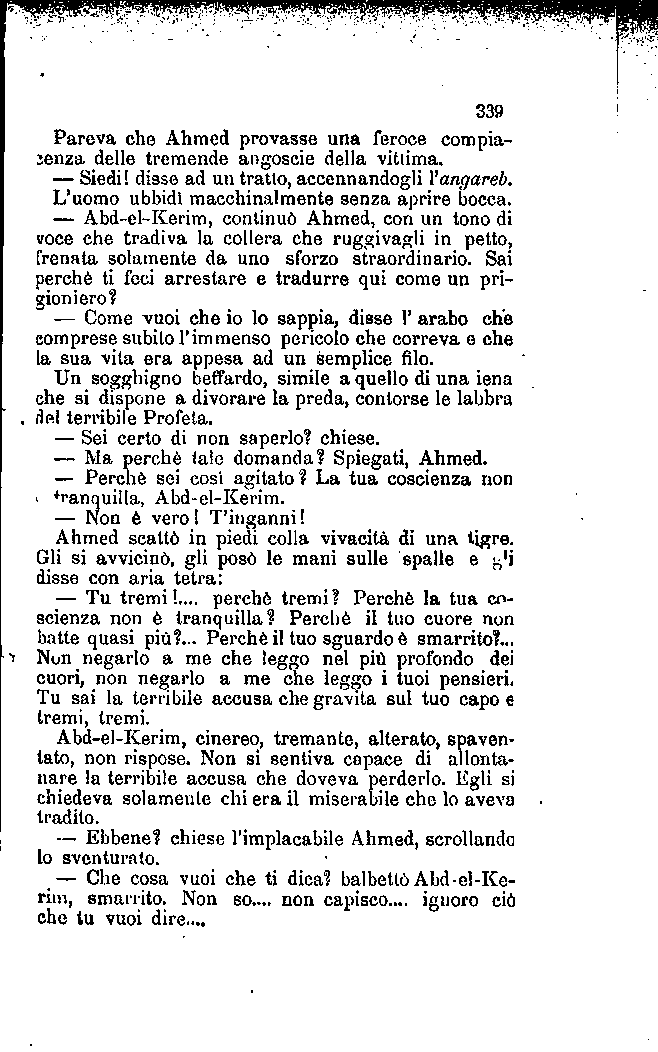 339
Pareva che Ahmed provasse una feroce compia-
cenza delle tremende angoscie della vittima.
— Siedi! disse ad un tratto, accennandogli l'angareb.
L'uomo ubbidì macchinalmente senza aprire bocca.
— Abd-el-Kerim, continuò Ahmed, con un tono di
voce che tradiva la collera che ruggivagli in petto,
frenata solamente da uno sforzo straordinario. Sai
perchè ti feci arrestare e tradurre qui come un pri-
gioniero?
— Come vuoi che io lo sappia, disse l'arabo che
comprese subito l'immenso pericolo che correva e che
la sua vita era appesa ad un semplice filo.
Un sogghigno beffardo, simile a quello di una iena
che si dispone a divorare la preda, contorse le labbra
del terribile Profeta.
— Sei certo di non saperlo? chiese.
— Ma perchè tale domanda? Spiegati, Ahmed.
— Perchè sei così agitato? La tua coscienza non
tranquilla, Abd-el-Kerim.
— Non è vero! T'inganni!
Ahmed scattò in piedi colla vivacità di una tigre.
Gli si avvicinò, gli posò le mani sulle spalle e gli
disse con aria tetra:
— Tu tremi!.... perchè tremi? Perchè la tua co-
scienza non è tranquilla? Perchè il tuo cuore non
batte quasi più?... Perchè il tuo sguardo è smarrito?...
Non negarlo a me che leggo nel più profondo dei
cuori, non negarlo a me che leggo i tuoi pensieri.
Tu sai la terribile accusa che gravita sul tuo capo e
tremi, tremi.
Abd-el-Kerim, cinereo, tremante, alterato, spaven-
tato, non rispose. Non si sentiva capace di allonta-
nare la terribile accusa che doveva perderlo. Egli si
chiedeva solamente chi era il miserabile che lo aveva
tradito.
— Ebbene? chiese l'implacabile Ahmed, scrollando
lo sventurato.
— Che cosa vuoi che ti dica? balbettò Abd-el-Ke-
rim, smarrito. Non so.... non capisco.... ignoro ciò
che tu vuoi dire....